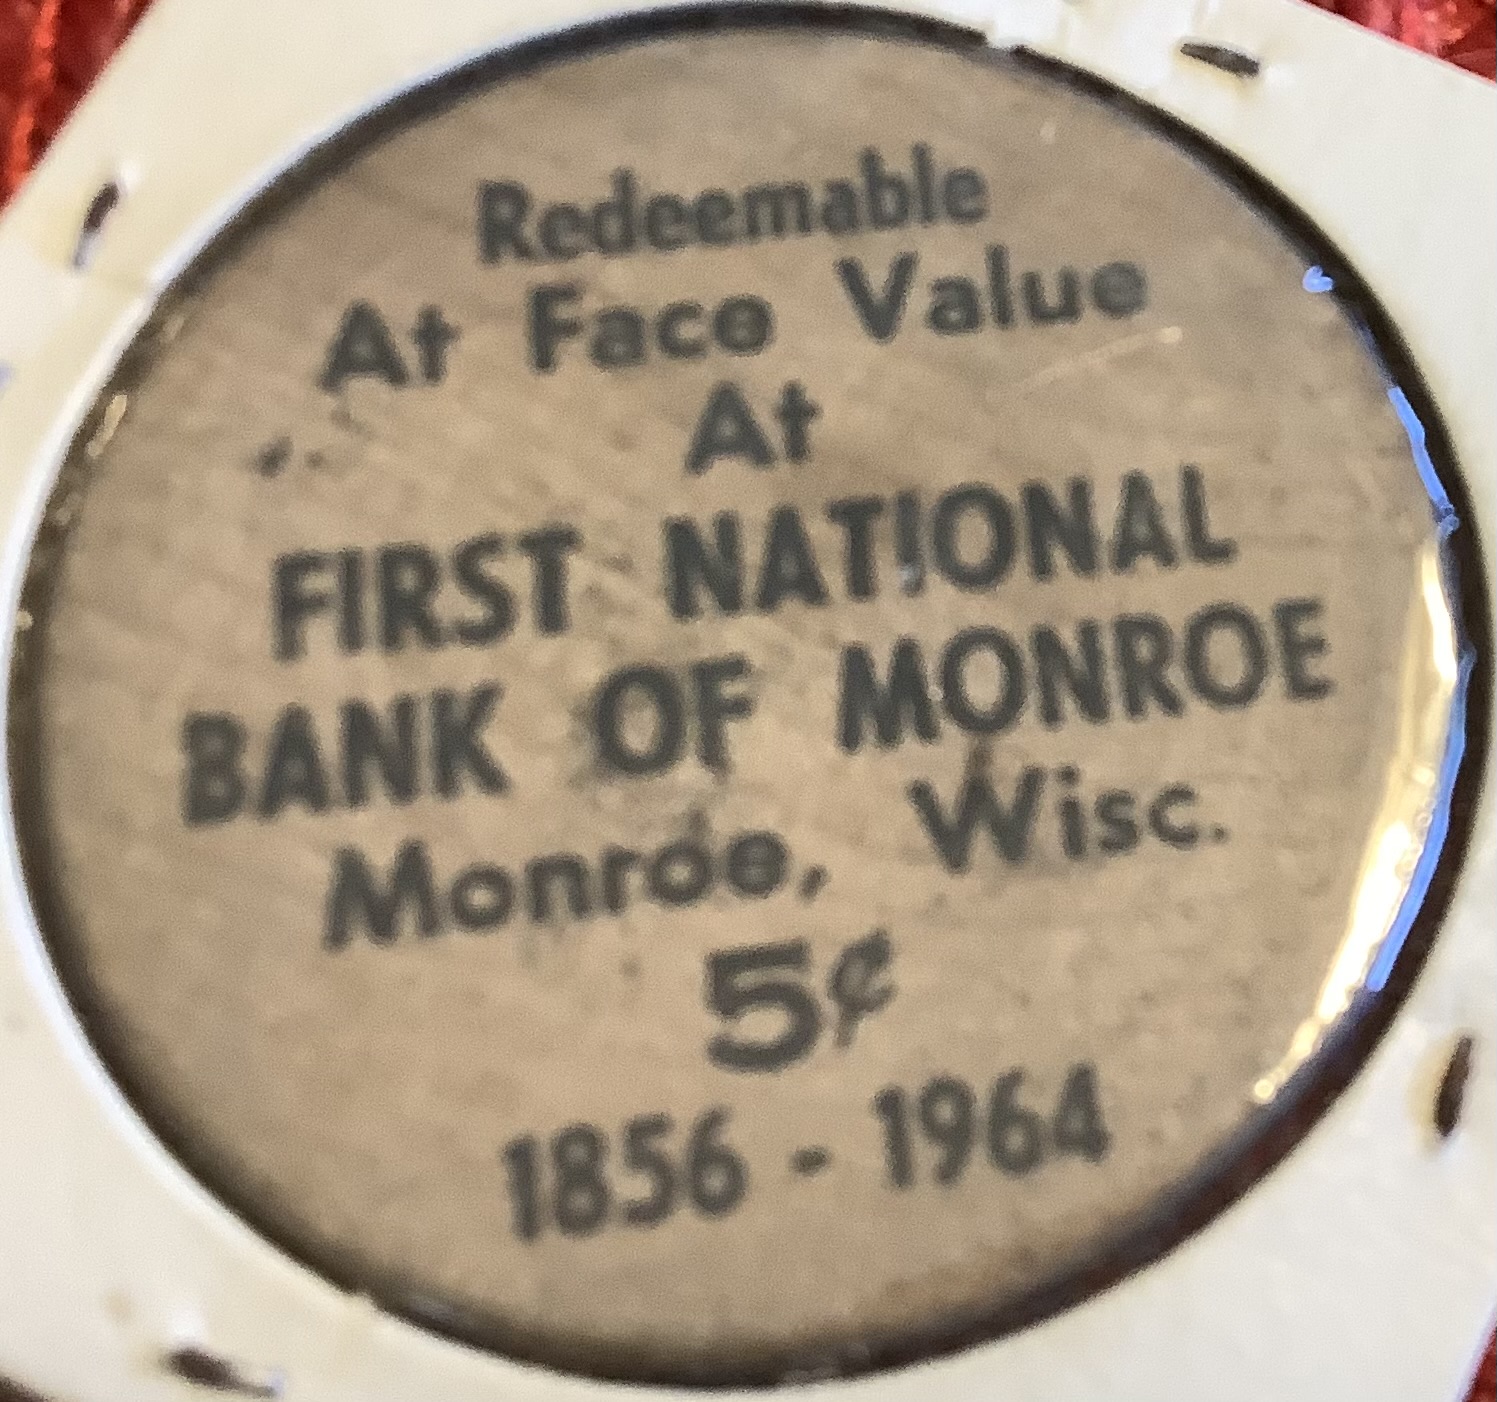 Redeemable
At Face Value
At
FIRST NATIONAL
BANK OF MONROE
Monroe, Wisc.
5¢
1856 - 1964